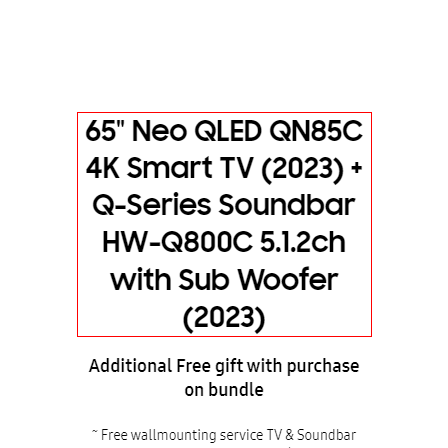 65" Neo QLED QN85C
4K Smart TV (2023) +
Q-Series Soundbar
HW-Q800C 5.1.2ch
with Sub Woofer
(2023)
Additional Free gift with purchase
on bundle
~ Free wallmounting service TV & Soundbar